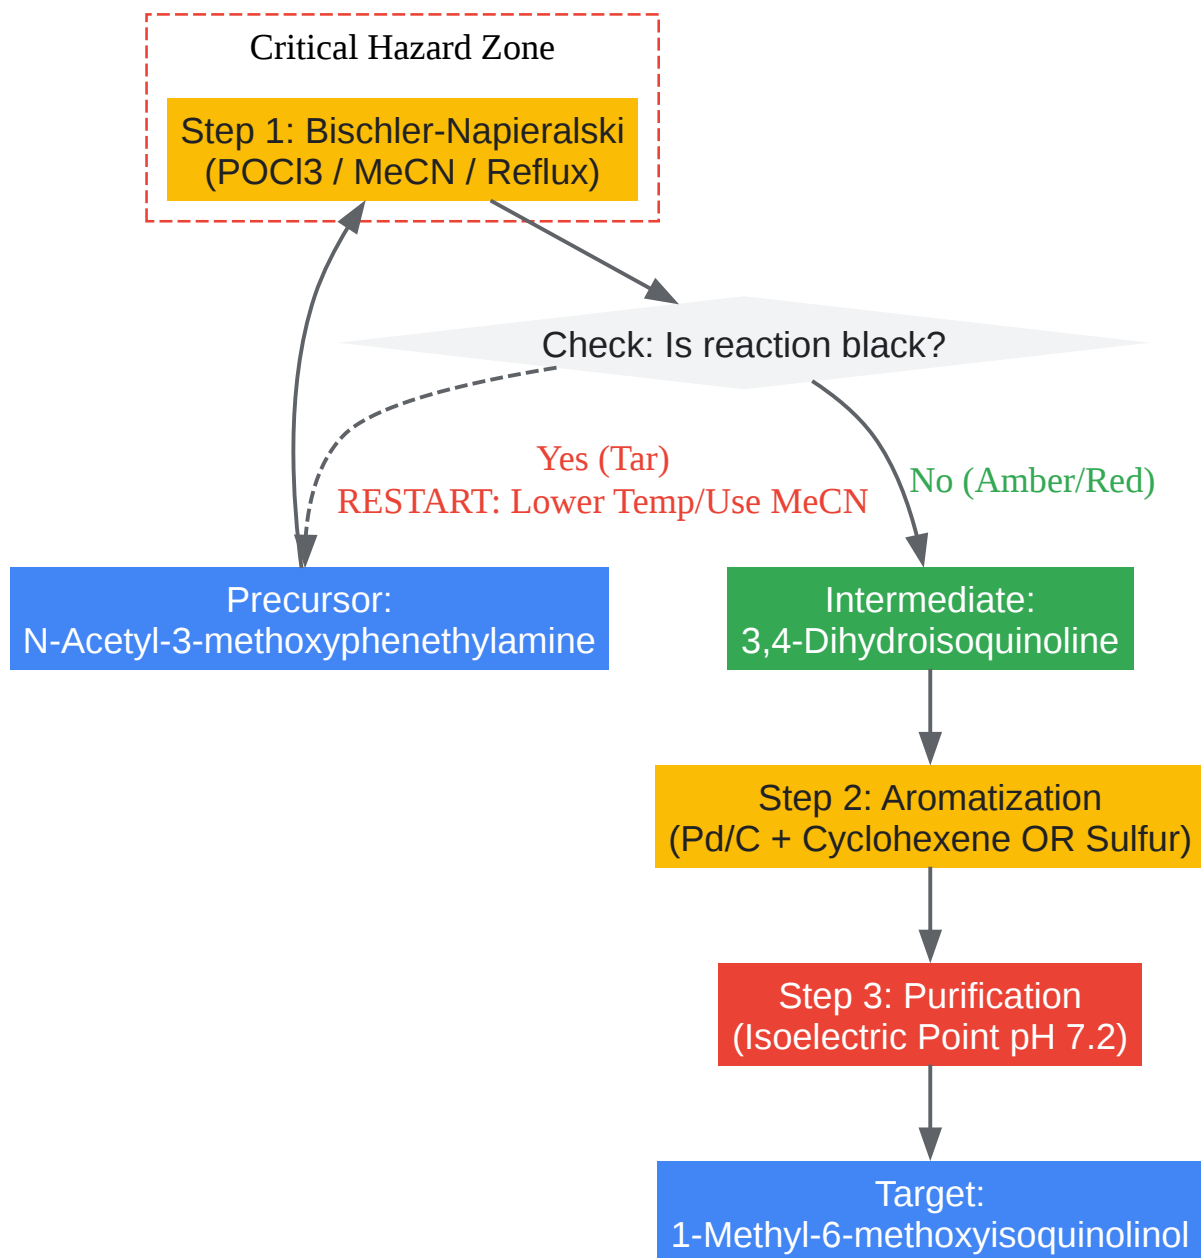 Critical Hazard Zone
Step 1: Bischler-Napieralski
(POCl3 / MeCN / Reflux)
Check: Is reaction black?
Yes (Tar)
RESTART: Lower Temp/Use MeCN
No (Amber/Red)
Precursor:
N-Acetyl-3-methoxyphenethylamine
Intermediate:
3,4-Dihydroisoquinoline
Step 2: Aromatization
(Pd/C + Cyclohexene OR Sulfur)
Step 3: Purification
(Isoelectric Point pH 7.2)
Target:
1-Methyl-6-methoxyisoquinolinol